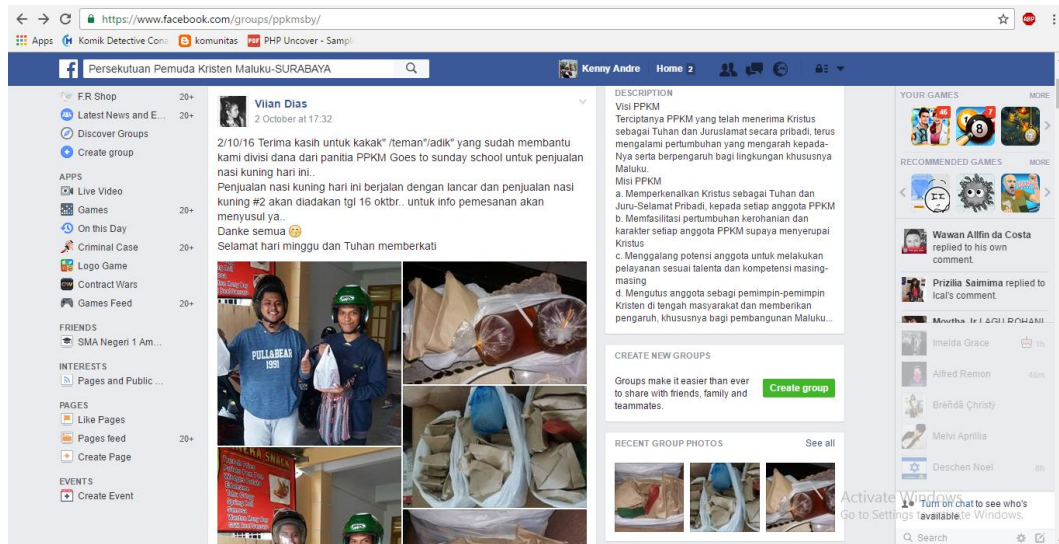 https://www.facebook.com/groups/ppkmsby/
Apps
Komik Detective Cona
komunitas
PHP Uncover - Sampl
Persekutuan Pemuda Kristen Maluku-SURABAYA
Kenny Andre
Home 2
F.R Shop 20+
Latest News and E... 20+
Discover Groups
Create group
APPS
Live Video
Games 20+
On this Day
Criminal Case 20+
Logo Game
Contract Wars
Games Feed 20+
FRIENDS
SMA Negeri 1 Am...
INTERESTS
Pages and Public ...
PAGES
Like Pages
Pages feed 20+
Create Page
EVENTS
Create Event
Viian Dias
2 October at 17:32
2/10/16 Terima kasih untuk kakak" /teman"/adik" yang sudah membantu
kami divisi dana dari panitia PPKM Goes to sunday school untuk penjualan
nasi kuning hari ini..
Penjualan nasi kuning hari ini berjalan dengan lancar dan penjualan nasi
kuning #2 akan diadakan tgl 16 oktbr.. untuk info pemesanan akan
menyusul ya..
Danke semua
Selamat hari minggu dan Tuhan memberkati
PULL&BEAR
1991
SNACK
DESCRIPTION
Visi PPKM
Terciptanya PPKM yang telah menerima Kristus
sebagai Tuhan dan Juruslamat secara pribadi, terus
mengalami pertumbuhan yang mengarah kepada-
Nya serta berpengaruh bagi lingkungan khususnya
Maluku.
Misi PPKM
a. Memperkenalkan Kristus sebagai Tuhan dan
Juru-Selamat Pribadi, kepada setiap anggota PPKM
b. Memfasilitasi pertumbuhan kerohanian dan
karakter setiap anggota PPKM supaya menyerupai
Kristus
c. Menggalang potensi anggota untuk melakukan
pelayanan sesuai talenta dan kompetensi masing-
masing
d. Mengutus anggota sebagai pemimpin-pemimpin
Kristen di tengah masyarakat dan memberikan
pengaruh, khususnya bagi pembangunan Maluku...
CREATE NEW GROUPS
Groups make it easier than ever
to share with friends, family and
teammates.
Create group
RECENT GROUP PHOTOS See all
YOUR GAMES MORE
RECOMMENDED GAMES MORE
Wawan Allfin da Costa
replied to his own
comment.
Prizilia Saimima replied to
Ical's comment.
Imelda Grace 1h
Alfred Remon
Brèñdâ Çhristÿ
Melvi Aprillia
Deschen Noel 8h
Turn on chat to see who's
available.
Activate Windows
Go to Settings to activate Windows.
Search